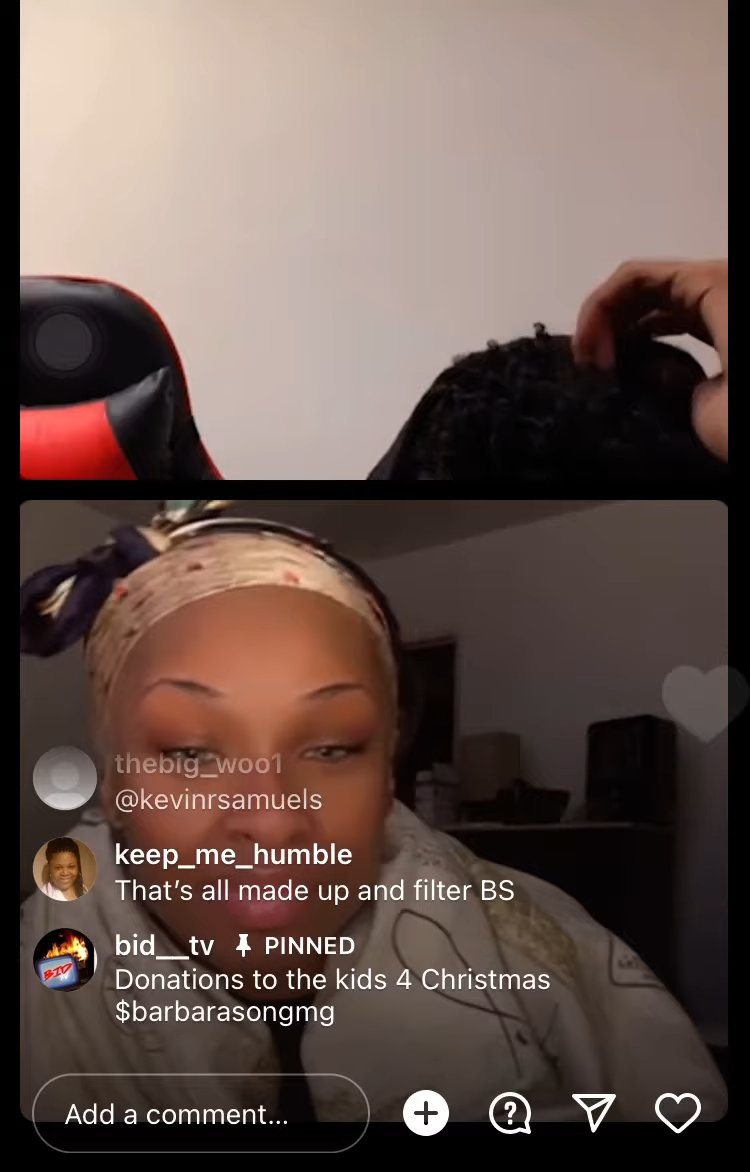 thebig_woo1
@kevinrsamuels
keep_me_humble
That’s all made up and filter BS
bid__tv PINNED
Donations to the kids 4 Christmas
$barbarasongmg
Add a comment...